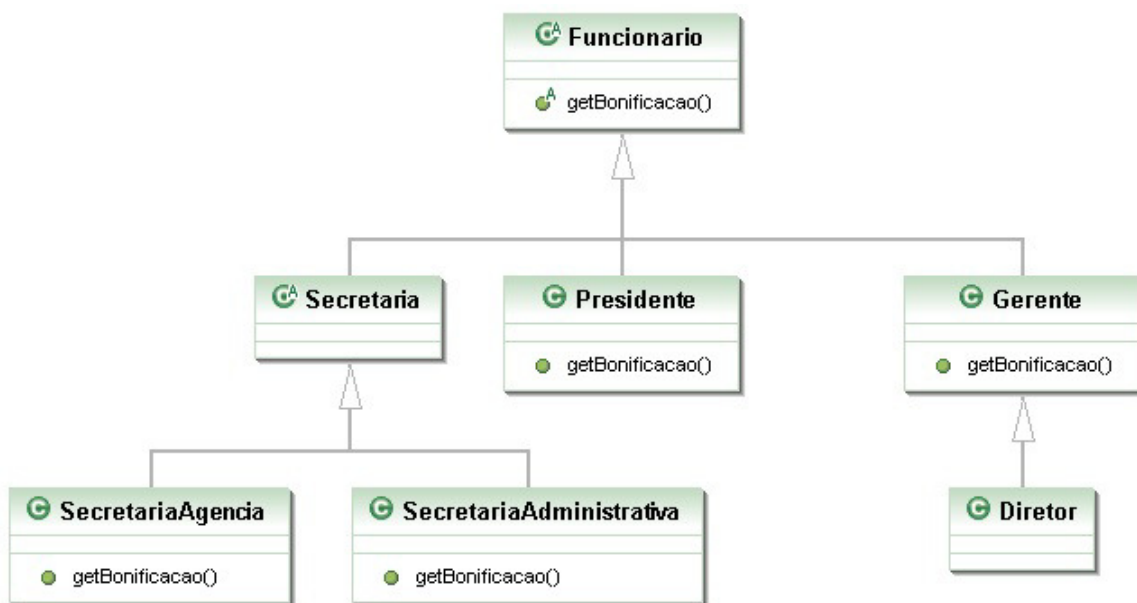 Funcionario
getBonificacao()
Secretaria
Presidente
getBonificacao()
Gerente
getBonificacao()
SecretariaAgencia
getBonificacao()
SecretariaAdministrativa
getBonificacao()
Diretor